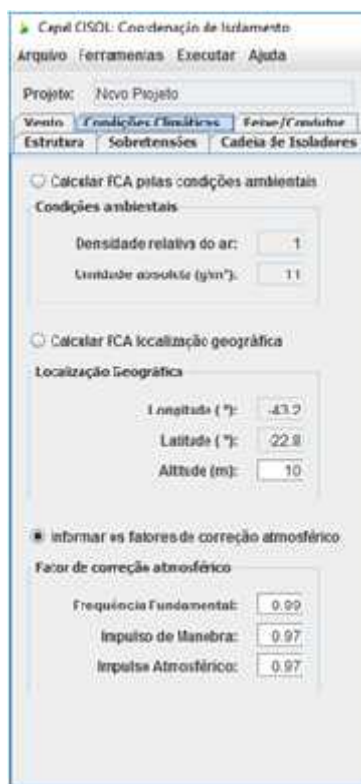 Cepel CISOL: Coordenação de Isolamento
Arquivo Ferramentas Executar Ajuda
Projeto: Novo Projeto
Vento Condições Climáticas Feixe/Condutor
Estrutura Sobretensões Cadeia de Isoladores
Calcular FCA pelas condições ambientais
Condições ambientais
Densidade relativa do ar: 1
Umidade absoluta (g/m³): 11
Calcular FCA localização geográfica
Localização Geográfica
Longitude (°): -43.2
Latitude (°): -22.8
Altitude (m): 10
Informar os fatores de correção atmosférico
Fator de correção atmosférico
Frequência Fundamental: 0.99
Impulso de Manobra: 0.97
Impulso Atmosférico: 0.97